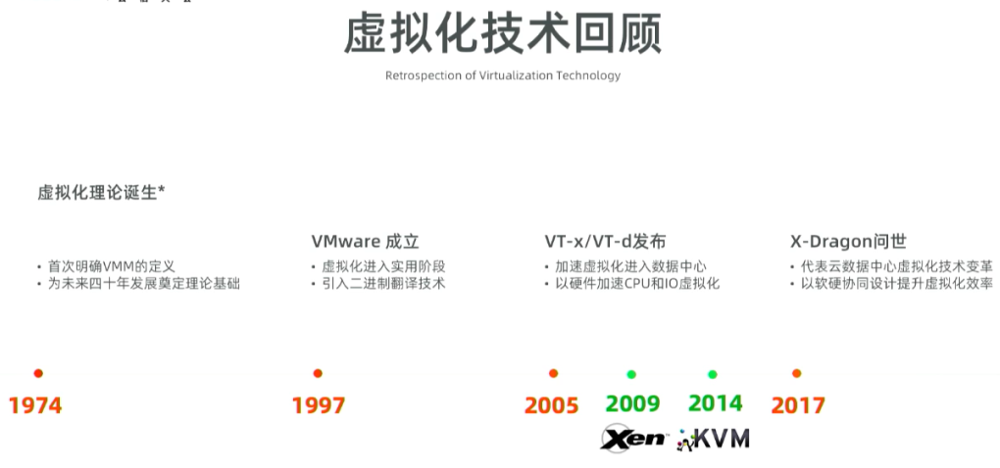 虚拟化技术回顾
Retrospection of Virtualization Technology
虚拟化理论诞生*
• 首次明确VMM的定义
• 为未来四十年发展奠定理论基础
VMware 成立
• 虚拟化进入实用阶段
• 引入二进制翻译技术
VT-x/VT-d发布
• 加速虚拟化进入数据中心
• 以硬件加速CPU和IO虚拟化
X-Dragon问世
• 代表云数据中心虚拟化技术变革
• 以软硬协同设计提升虚拟化效率
1974
1997
2005
2009
2014
2017
Xen™
KVM